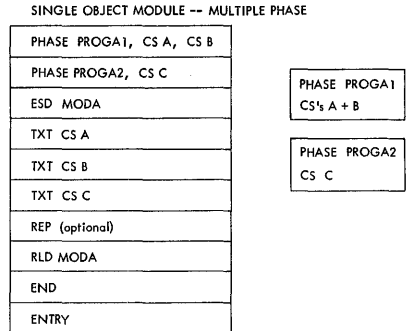 SINGLE OBJECT MODULE -- MULTIPLE PHASE
PHASE PROGA1, CS A, CS B
PHASE PROGA2, CS C
ESD MODA
TXT CS A
TXT CS B
TXT CS C
REP (optional)
RLD MODA
END
ENTRY
PHASE PROGA1
CS's A + B
PHASE PROGA2
CS C